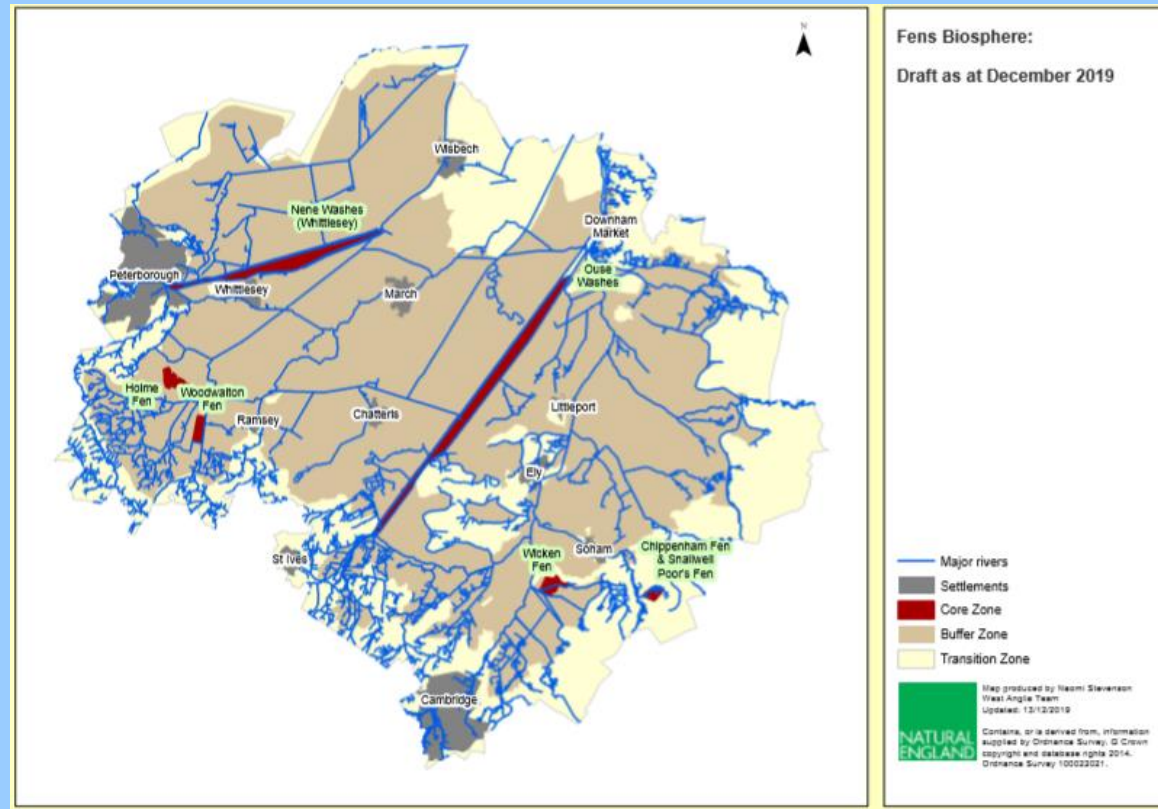 N
Fens Biosphere:
Draft as at December 2019
Wisbech
Nene Washes
(Whittlesey)
Downham
Market
Peterborough
Whittlesey
March
Ouse
Washes
Holme
Fen
Woodwalton
Fen
Ramsey
Chatteris
Littleport
Ely
St Ives
Wicken
Fen
Soham
Chippenham Fen
& Snailwell
Poor's Fen
Cambridge
Major rivers
Settlements
Core Zone
Buffer Zone
Transition Zone
NATURAL
ENGLAND
Map produced by Naomi Stevenson
West Anglia Team
Updated: 13/12/2019
Contains, or is derived from, information
supplied by Ordnance Survey. © Crown
copyright and database rights 2014.
Ordnance Survey 100022021.